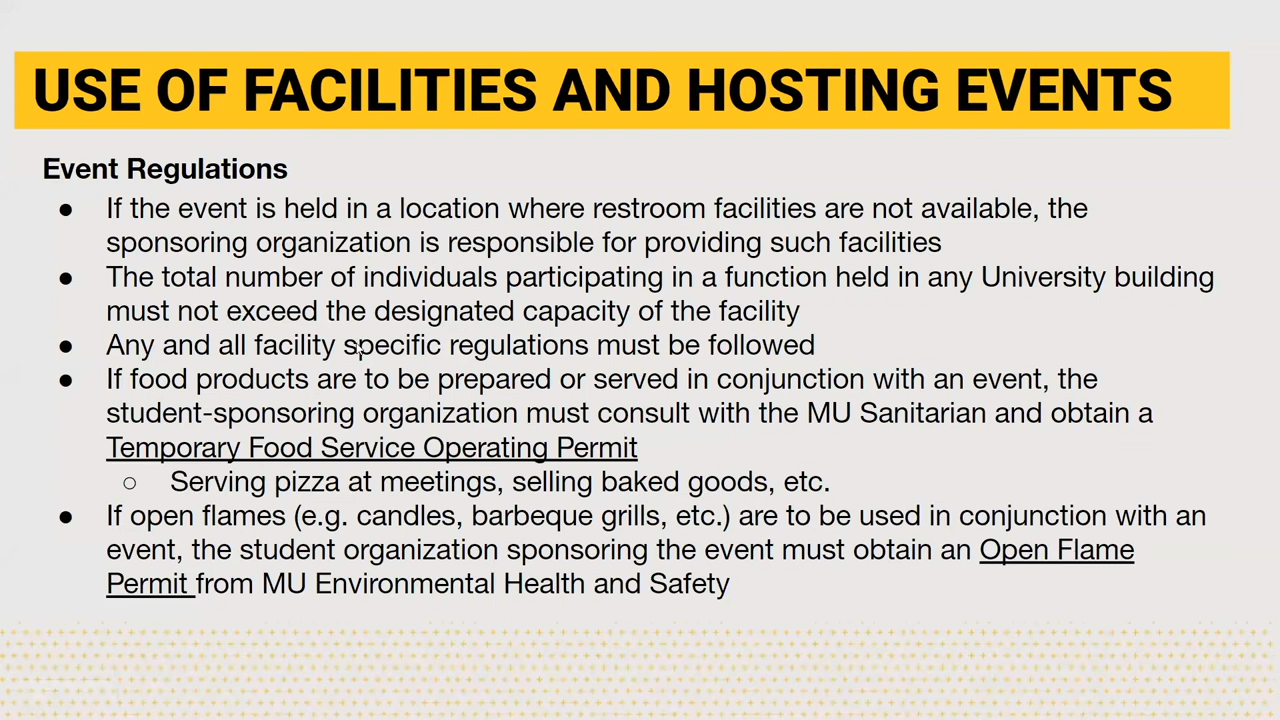 USE OF FACILITIES AND HOSTING EVENTS
Event Regulations
● If the event is held in a location where restroom facilities are not available, the
sponsoring organization is responsible for providing such facilities
● The total number of individuals participating in a function held in any University building
must not exceed the designated capacity of the facility
● Any and all facility specific regulations must be followed
● If food products are to be prepared or served in conjunction with an event, the
student-sponsoring organization must consult with the MU Sanitarian and obtain a
Temporary Food Service Operating Permit
○ Serving pizza at meetings, selling baked goods, etc.
● If open flames (e.g. candles, barbeque grills, etc.) are to be used in conjunction with an
event, the student organization sponsoring the event must obtain an Open Flame
Permit from MU Environmental Health and Safety